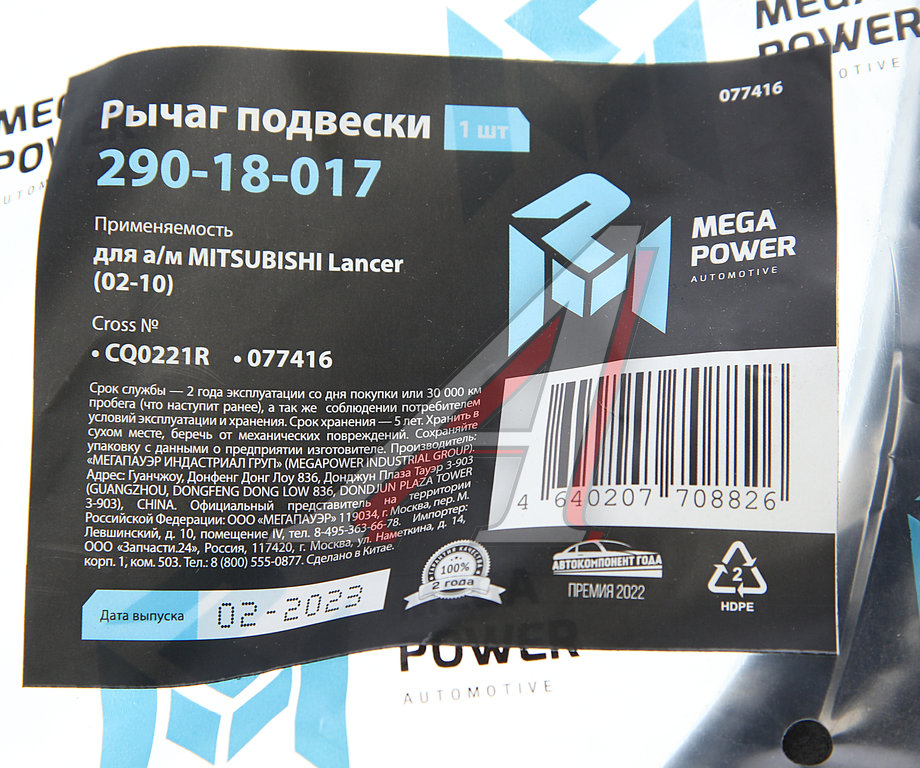 MEGA
POWER
AUTOMOTIVE
077416
Рычаг подвески
1 шт
290-18-017
Применяемость
для а/м MITSUBISHI Lancer
(02-10)
Cross №
• CQ0221R • 077416
MEGA
POWER
AUTOMOTIVE
Срок службы — 2 года эксплуатации со дня покупки или 30 000 км
пробега (что наступит ранее), а так же соблюдении потребителем
условий эксплуатации и хранения. Срок хранения — 5 лет. Хранить в
сухом месте, беречь от механических повреждений. Сохраняйте
упаковку с данными о предприятии изготовителе. Производитель:
«МЕГАПАУЭР ИНДАСТРИАЛ ГРУП» (MEGAPOWER INDUSTRIAL GROUP).
Адрес: Гуанчжоу, Донфенг Донг Лоу 836, Донджун Плаза Тауэр 3-903
(GUANGZHOU, DONGFENG DONG LOW 836, DONDJUN PLAZA TOWER
3-903), CHINA. Официальный представитель на территории
Российской Федерации: ООО «МЕГАПАУЭР» 119034, г. Москва, пер. М.
Левшинский, д. 10, помещение IV, тел. 8-495-363-66-78. Импортер:
ООО «Запчасти.24», Россия, 117420, г. Москва, ул. Наметкина, д. 14,
корп. 1, ком. 503. Тел.: 8 (800) 555-0877. Сделано в Китае.
4 640207 708826
Дата выпуска 02-2023
ГАРАНТИЯ КАЧЕСТВА
100%
2 года
АВТОКОМПОНЕНТ ГОДА
ПРЕМИЯ 2022
2
HDPE
POWER
AUTOMOTIVE